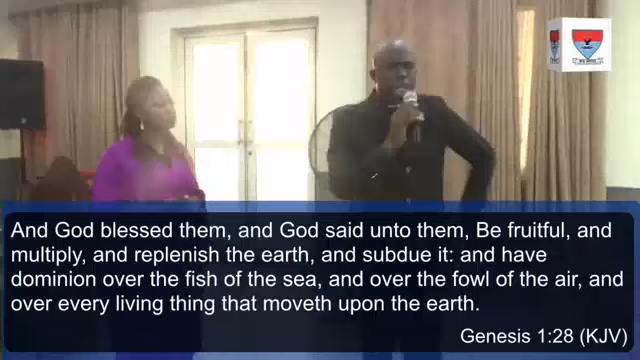 And God blessed them, and God said unto them, Be fruitful, and
multiply, and replenish the earth, and subdue it: and have
dominion over the fish of the sea, and over the fowl of the air, and
over every living thing that moveth upon the earth.
Genesis 1:28 (KJV)